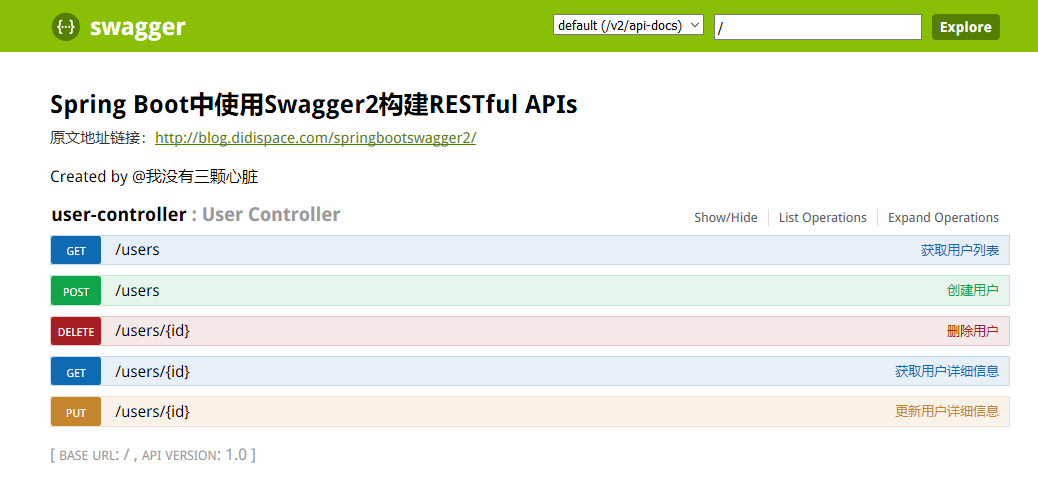 {···} swagger default (/v2/api-docs) / Explore
Spring Boot中使用Swagger2构建RESTful APIs
原文地址链接：http://blog.didispace.com/springbootswagger2/
Created by @我没有三颗心脏
user-controller : User Controller Show/Hide List Operations Expand Operations
GET /users 获取用户列表
POST /users 创建用户
DELETE /users/{id} 删除用户
GET /users/{id} 获取用户详细信息
PUT /users/{id} 更新用户详细信息
[ BASE URL: / , API VERSION: 1.0 ]